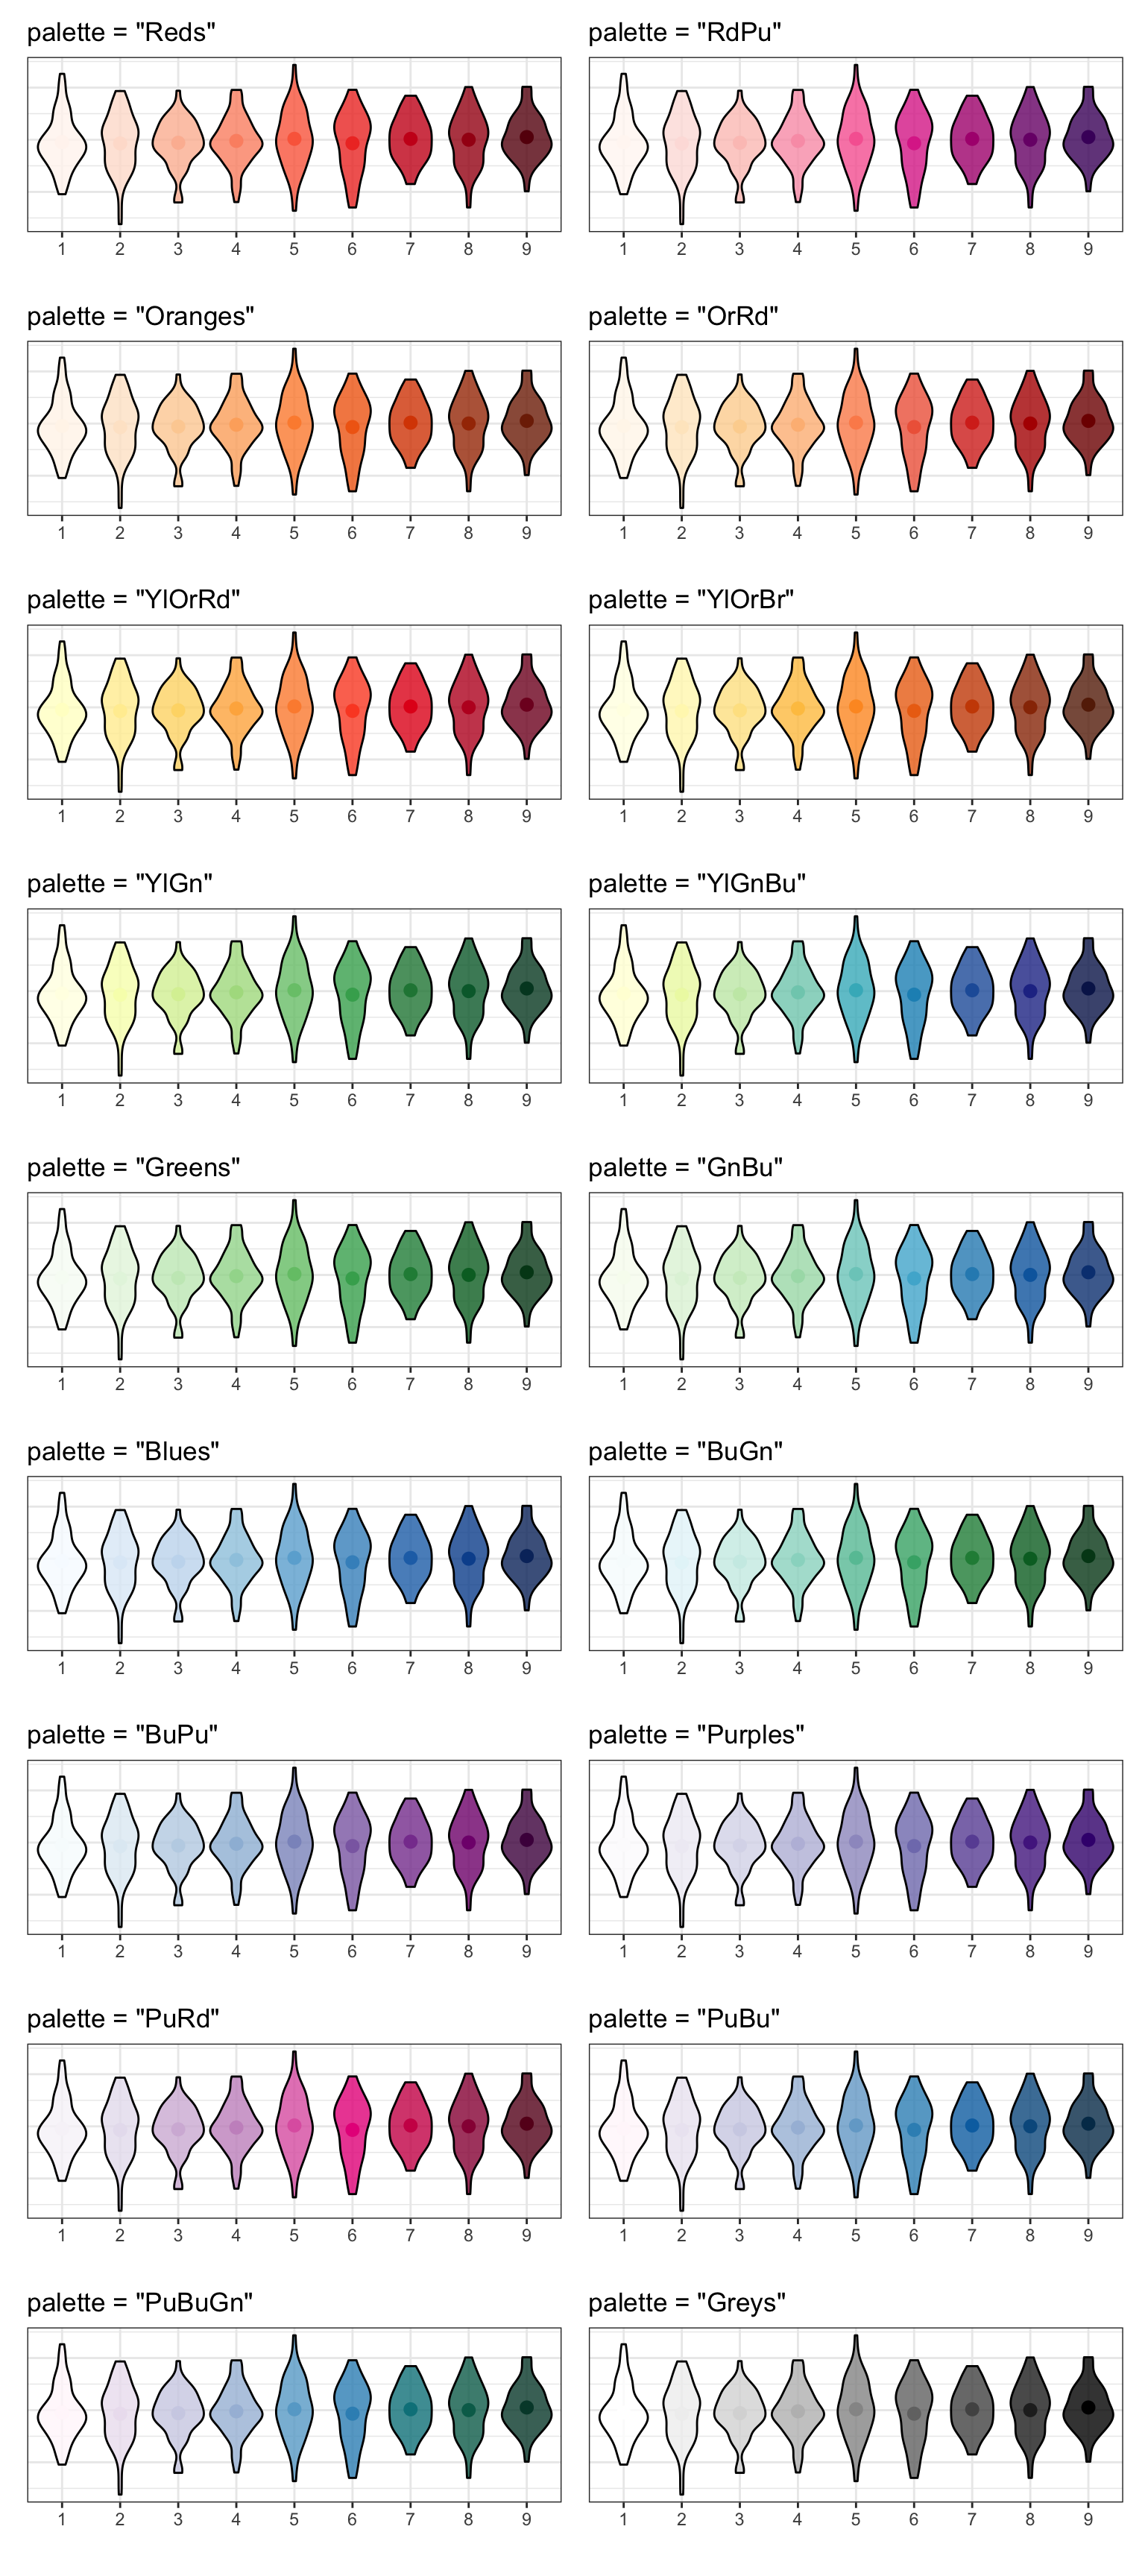 palette = "Reds"
1 2 3 4 5 6 7 8 9
palette = "RdPu"
1 2 3 4 5 6 7 8 9
palette = "Oranges"
1 2 3 4 5 6 7 8 9
palette = "OrRd"
1 2 3 4 5 6 7 8 9
palette = "YlOrRd"
1 2 3 4 5 6 7 8 9
palette = "YlOrBr"
1 2 3 4 5 6 7 8 9
palette = "YlGn"
1 2 3 4 5 6 7 8 9
palette = "YlGnBu"
1 2 3 4 5 6 7 8 9
palette = "Greens"
1 2 3 4 5 6 7 8 9
palette = "GnBu"
1 2 3 4 5 6 7 8 9
palette = "Blues"
1 2 3 4 5 6 7 8 9
palette = "BuGn"
1 2 3 4 5 6 7 8 9
palette = "BuPu"
1 2 3 4 5 6 7 8 9
palette = "Purples"
1 2 3 4 5 6 7 8 9
palette = "PuRd"
1 2 3 4 5 6 7 8 9
palette = "PuBu"
1 2 3 4 5 6 7 8 9
palette = "PuBuGn"
1 2 3 4 5 6 7 8 9
palette = "Greys"
1 2 3 4 5 6 7 8 9